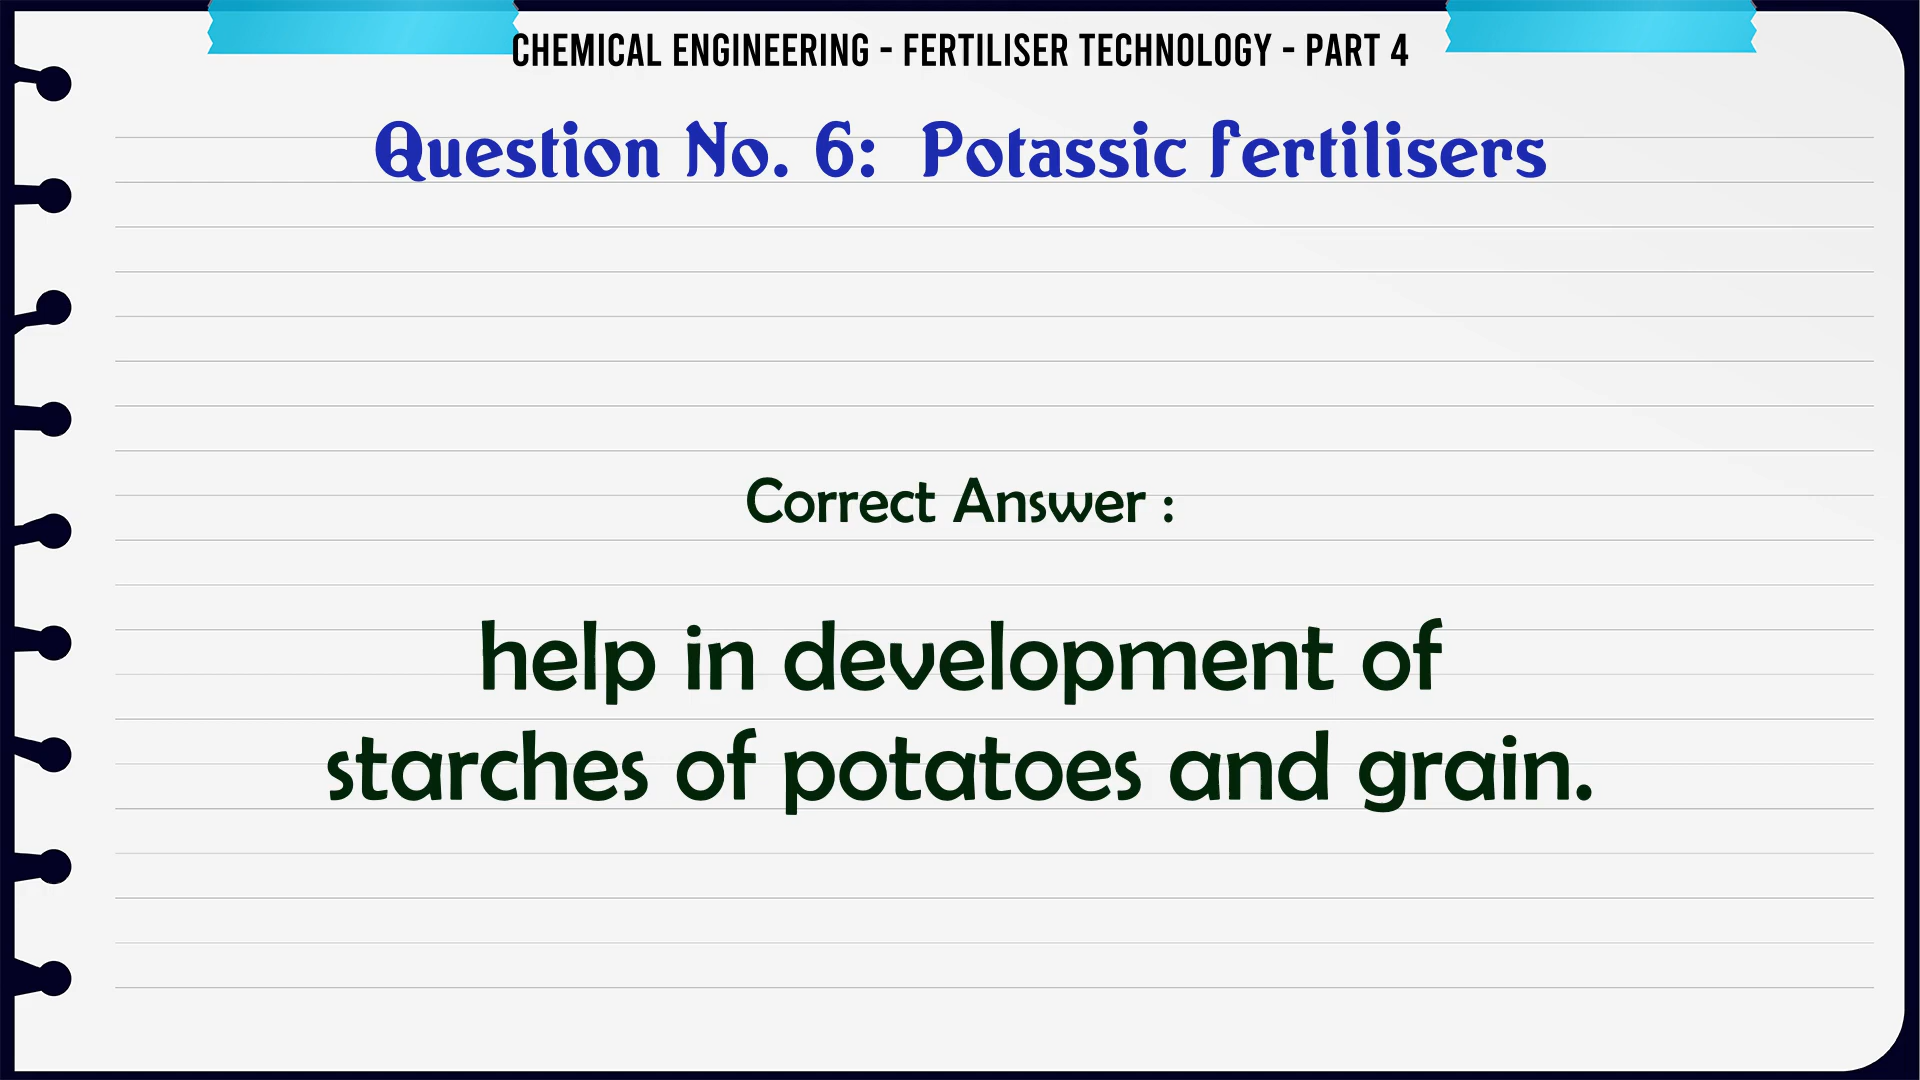 CHEMICAL ENGINEERING - FERTILISER TECHNOLOGY - PART 4
Question No. 6: Potassic fertilisers
Correct Answer :
help in development of
starches of potatoes and grain.